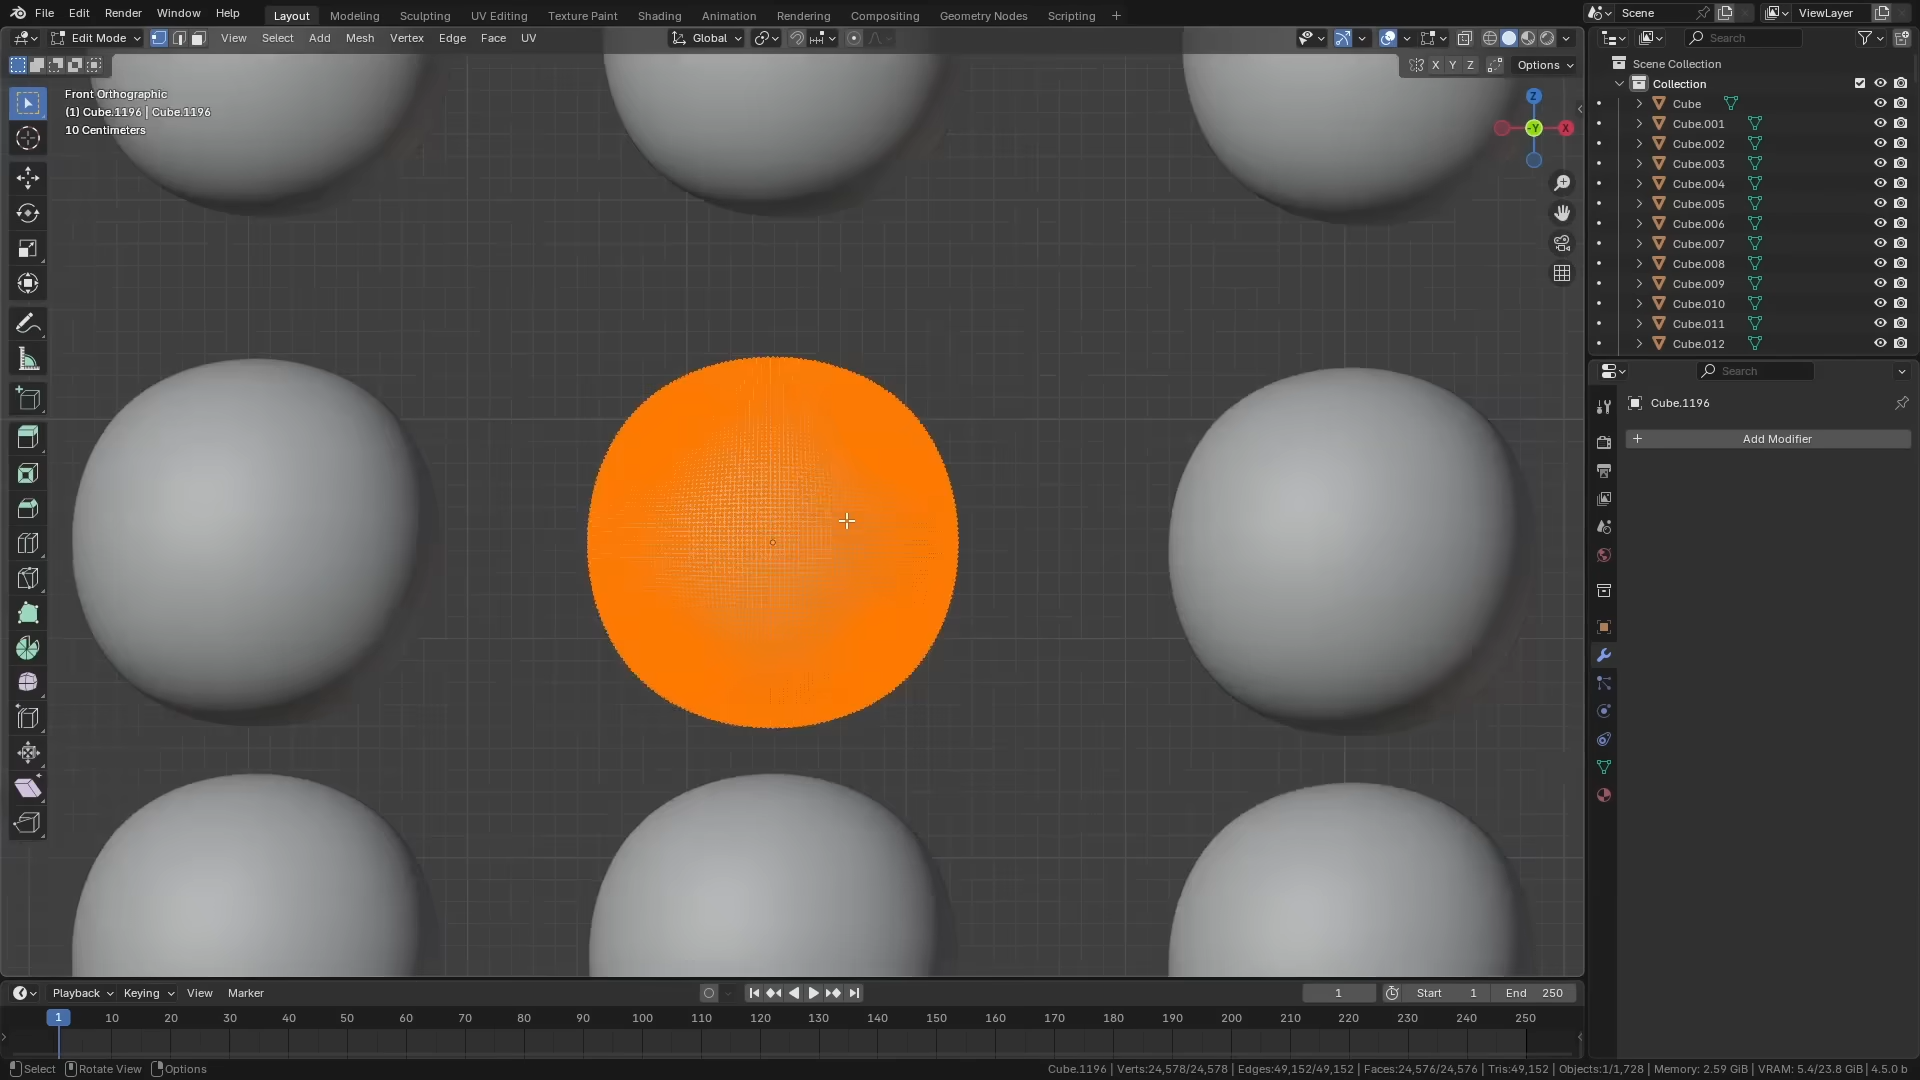 File Edit Render Window Help
Layout Modeling Sculpting UV Editing Texture Paint Shading Animation Rendering Compositing Geometry Nodes Scripting +
Scene
ViewLayer
Edit Mode View Select Add Mesh Vertex Edge Face UV
Global
Search
X Y Z Options
Front Orthographic
(1) Cube.1196 | Cube.1196
10 Centimeters
Z
-Y
X
Scene Collection
Collection
Cube
Cube.001
Cube.002
Cube.003
Cube.004
Cube.005
Cube.006
Cube.007
Cube.008
Cube.009
Cube.010
Cube.011
Cube.012
Search
Cube.1196
+ Add Modifier
Playback Keying View Marker
1 Start 1 End 250
1 10 20 30 40 50 60 70 80 90 100 110 120 130 140 150 160 170 180 190 200 210 220 230 240 250
Select Rotate View Options
Cube.1196 | Verts:24,578/24,578 | Edges:49,152/49,152 | Faces:24,576/24,576 | Tris:49,152 | Objects:1/1,728 | Memory: 2.59 GiB | VRAM: 5.4/23.8 GiB | 4.5.0 b